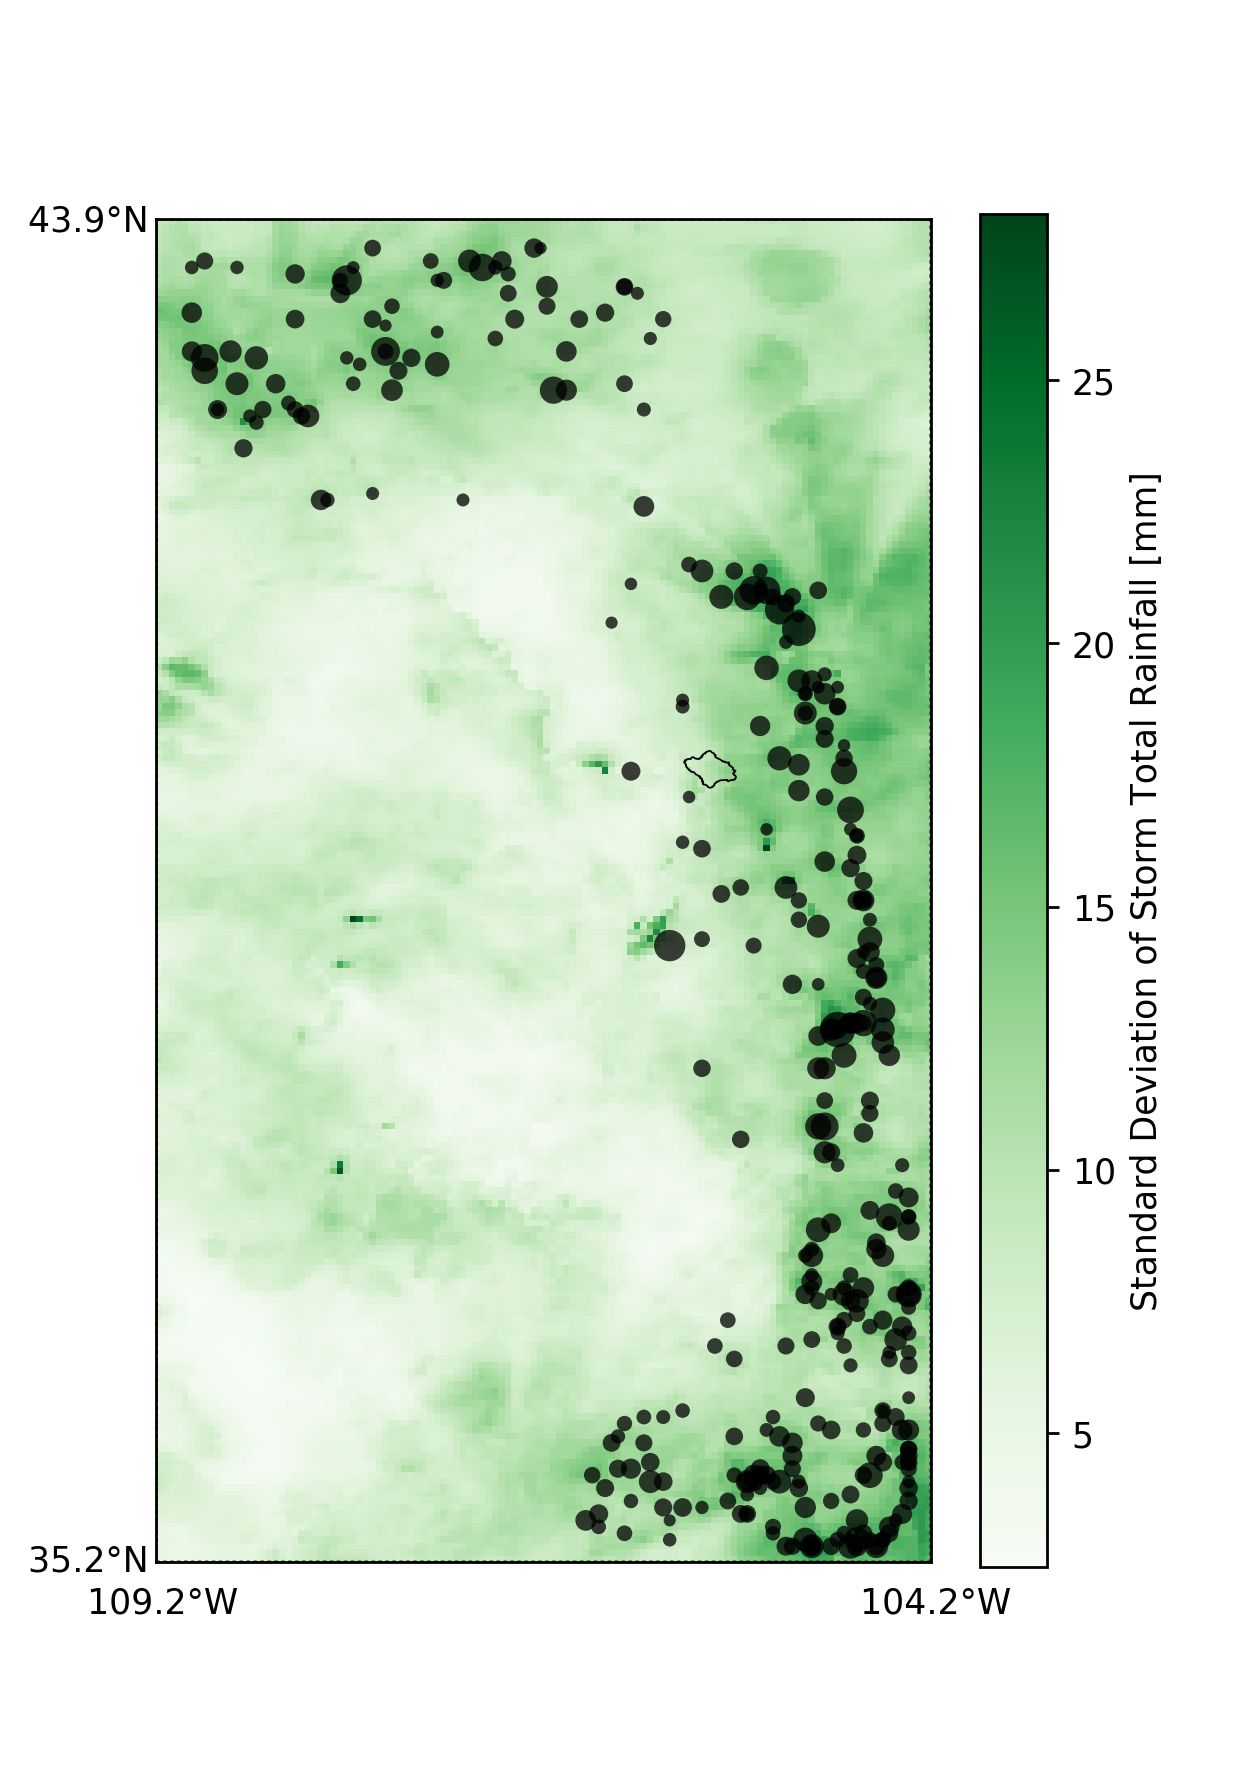 43.9°N
35.2°N
109.2°W
104.2°W
25
20
15
10
5
Standard Deviation of Storm Total Rainfall [mm]